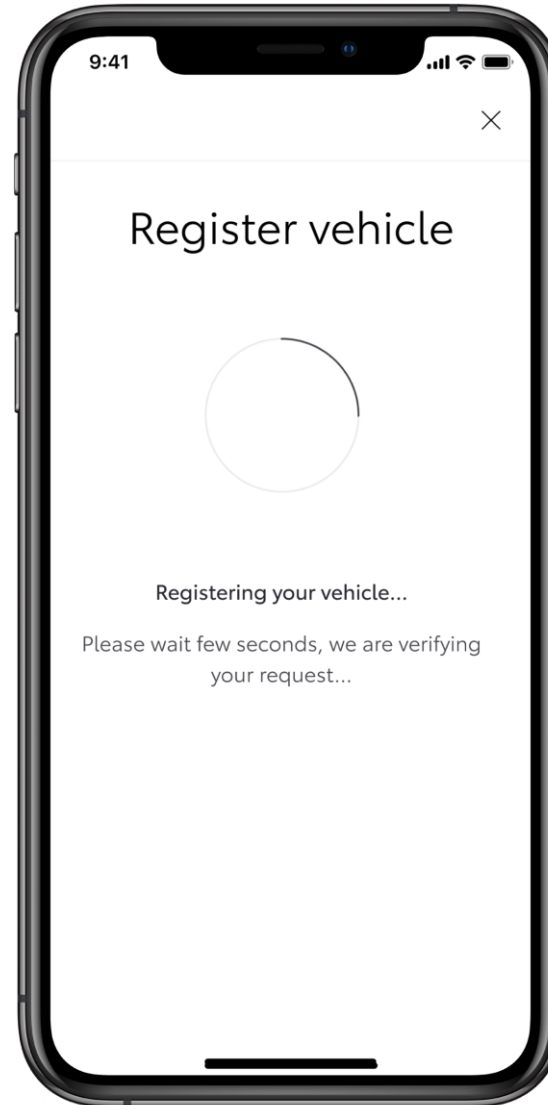 9:41
Register vehicle
Registering your vehicle...
Please wait few seconds, we are verifying
your request...